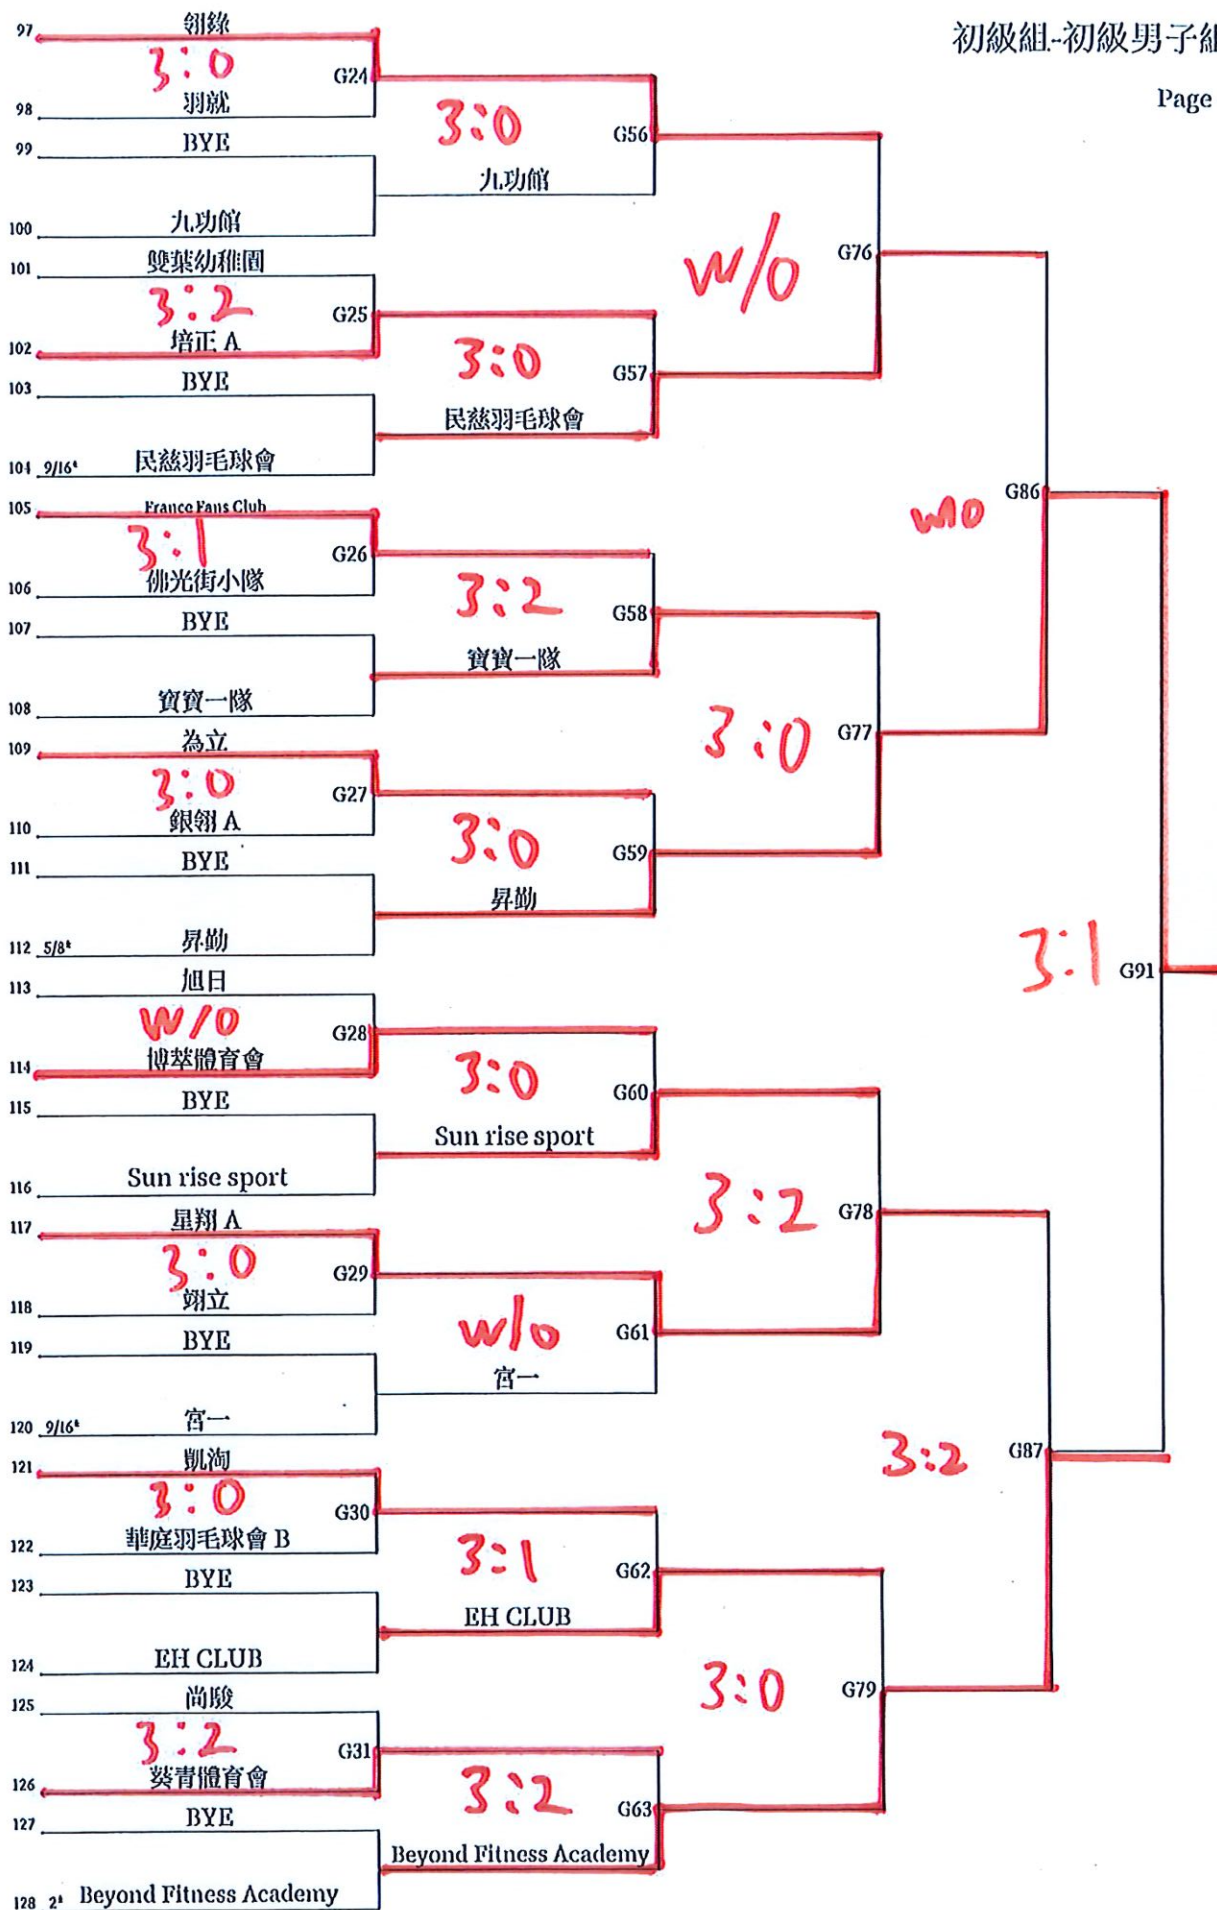 初級組--初級男子組
Page
97 翎綠
3:0
G24
98 羽就
99 BYE
3:0
G56
九功館
100 九功館
101 雙葉幼稚園
W/0
G76
3:2
G25
102 培正 A
103 BYE
3:0
G57
民慈羽毛球會
104 9/16 民慈羽毛球會
105 France Fans Club
w/0
G86
3:1
G26
106 佛光街小隊
107 BYE
3:2
G58
寶寶一隊
108 寶寶一隊
109 為立
3:0
G77
3:0
G27
110 銀翎 A
111 BYE
3:0
G59
昇勤
112 5/8 昇勤
113 旭日
3:1
G91
W/0
G28
114 博萃體育會
115 BYE
3:0
G60
Sun rise sport
116 Sun rise sport
117 星翔 A
3:2
G78
3:0
G29
118 翊立
119 BYE
w/0
G61
宮一
120 9/16 宮一
121 凱洵
3:2
G87
3:0
G30
122 華庭羽毛球會 B
123 BYE
3:1
G62
EH CLUB
124 EH CLUB
125 尚駿
3:0
G79
3:2
G31
126 葵青體育會
127 BYE
3:2
G63
Beyond Fitness Academy
128 2 Beyond Fitness Academy